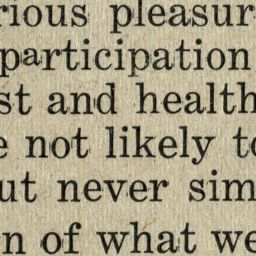 rious pleasur
participation
st and health
e not likely to
ut never sim
n of what we